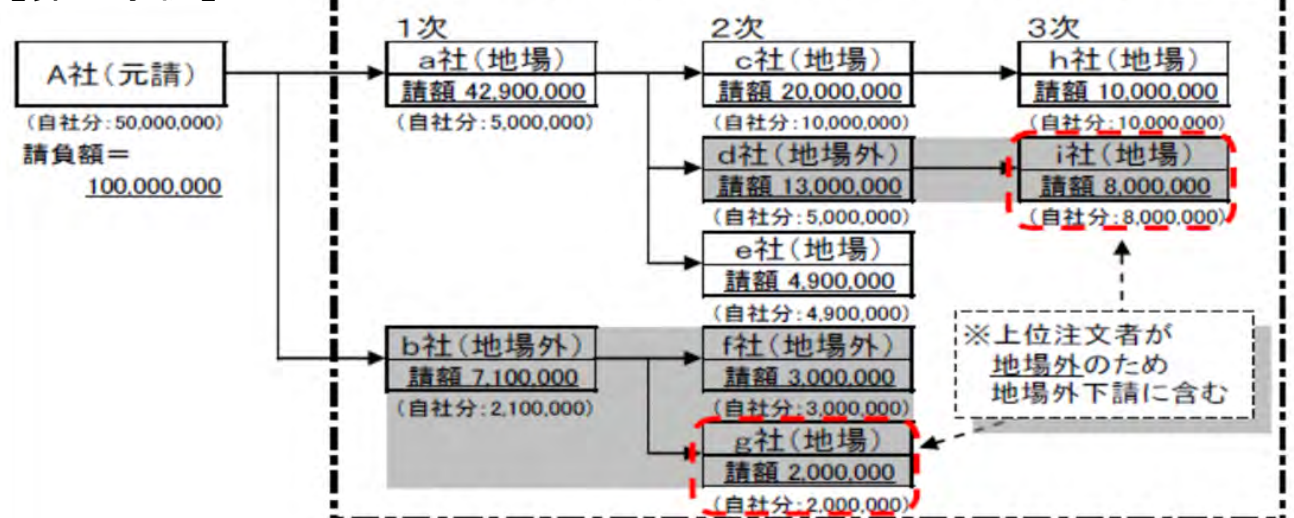 1次
2次
3次
A社(元請)
(自社分:50,000,000)
請負額=
100,000,000
a社(地場)
請額 42,900,000
(自社分:5,000,000)
c社(地場)
請額 20,000,000
(自社分:10,000,000)
h社(地場)
請額 10,000,000
(自社分:10,000,000)
d社(地場外)
請額 13,000,000
(自社分:5,000,000)
i社(地場)
請額 8,000,000
(自社分:8,000,000)
e社(地場)
請額 4,900,000
(自社分:4,900,000)
b社(地場外)
請額 7,100,000
(自社分:2,100,000)
f社(地場外)
請額 3,000,000
(自社分:3,000,000)
g社(地場)
請額 2,000,000
(自社分:2,000,000)
※上位注文者が
地場外のため
地場外下請に含む